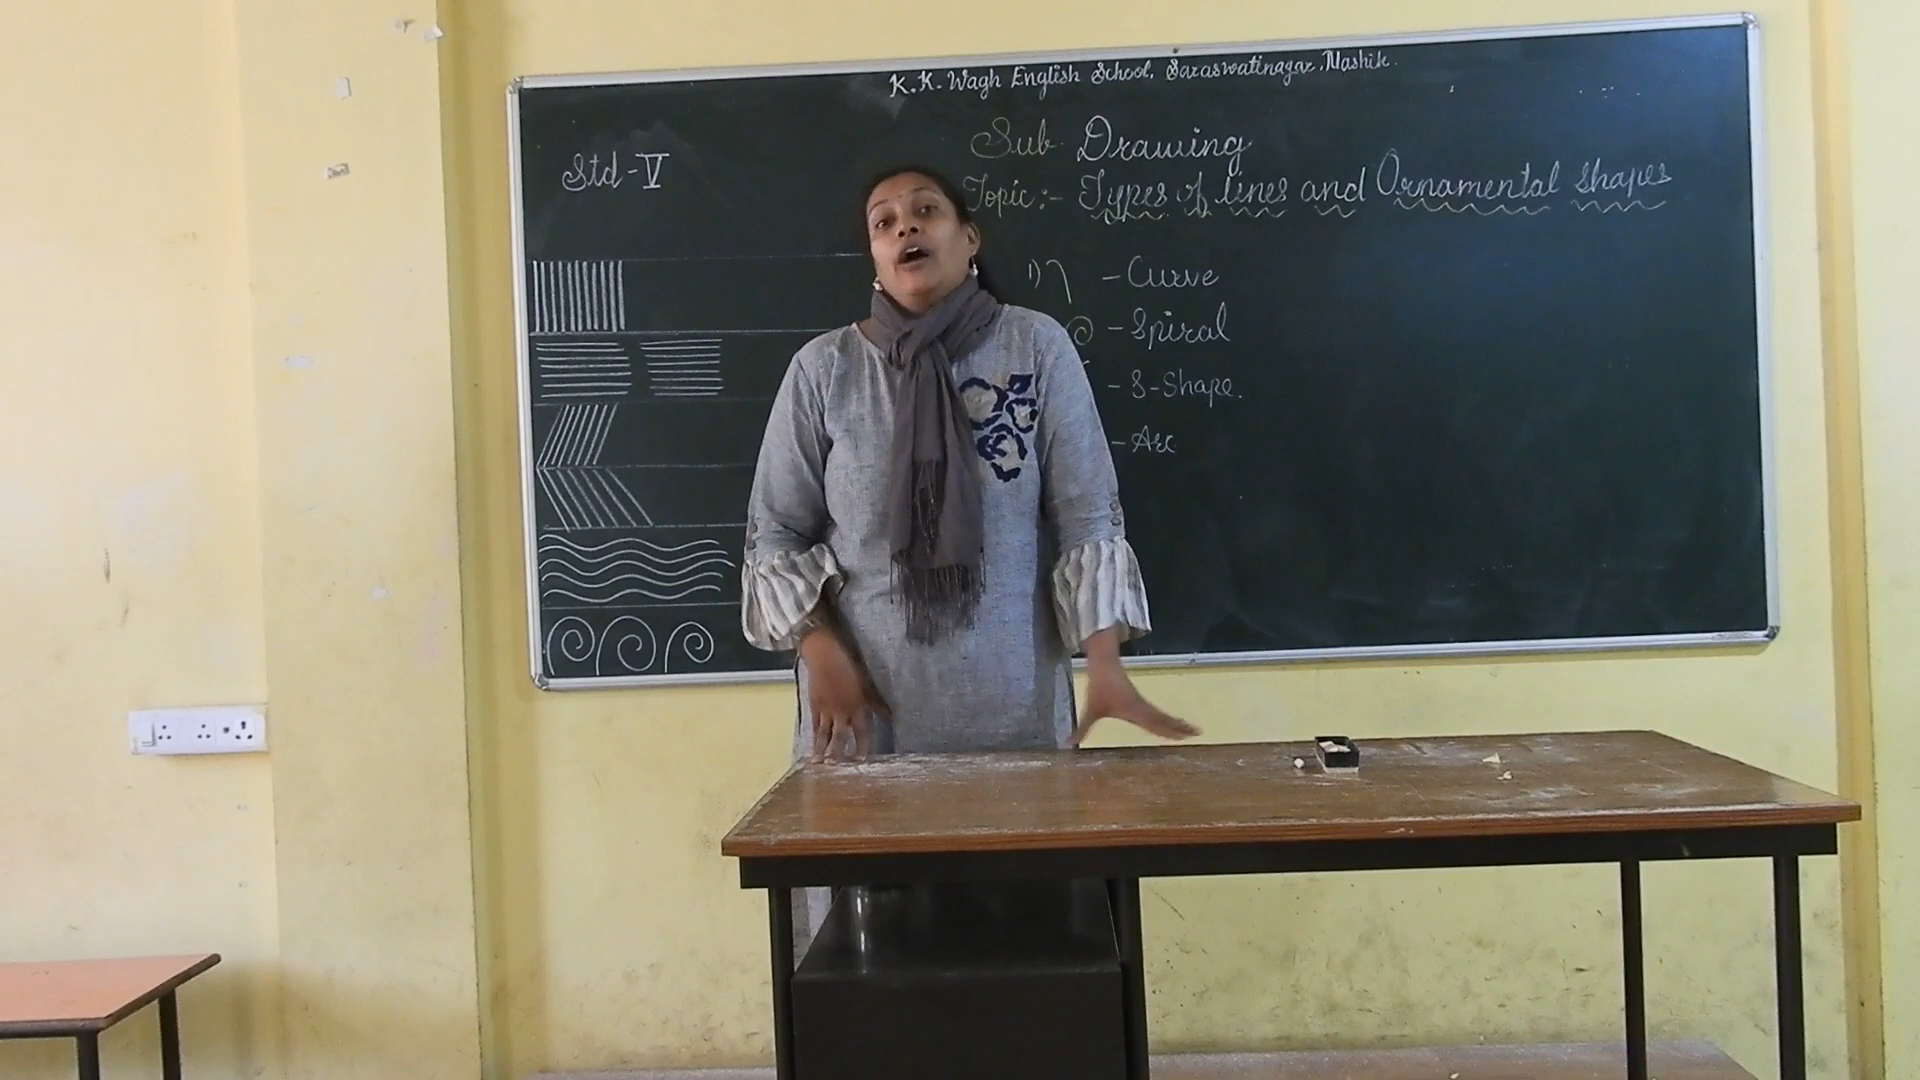 K.K. Wagh English School, Saraswatinagar, Nashik.
Std - V
Sub Drawing
Topic :- Types of lines and Ornamental shapes
1) - Curve
- Spiral
- S-Shape.
- Arc